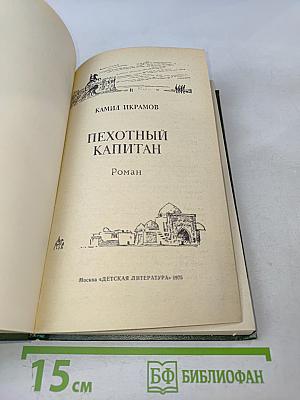 КАМИЛ ИКРАМОВ
ПЕХОТНЫЙ
КАПИТАН
Роман
Москва «ДЕТСКАЯ ЛИТЕРАТУРА» 1975
15 см
БФ БИБЛИОФАН